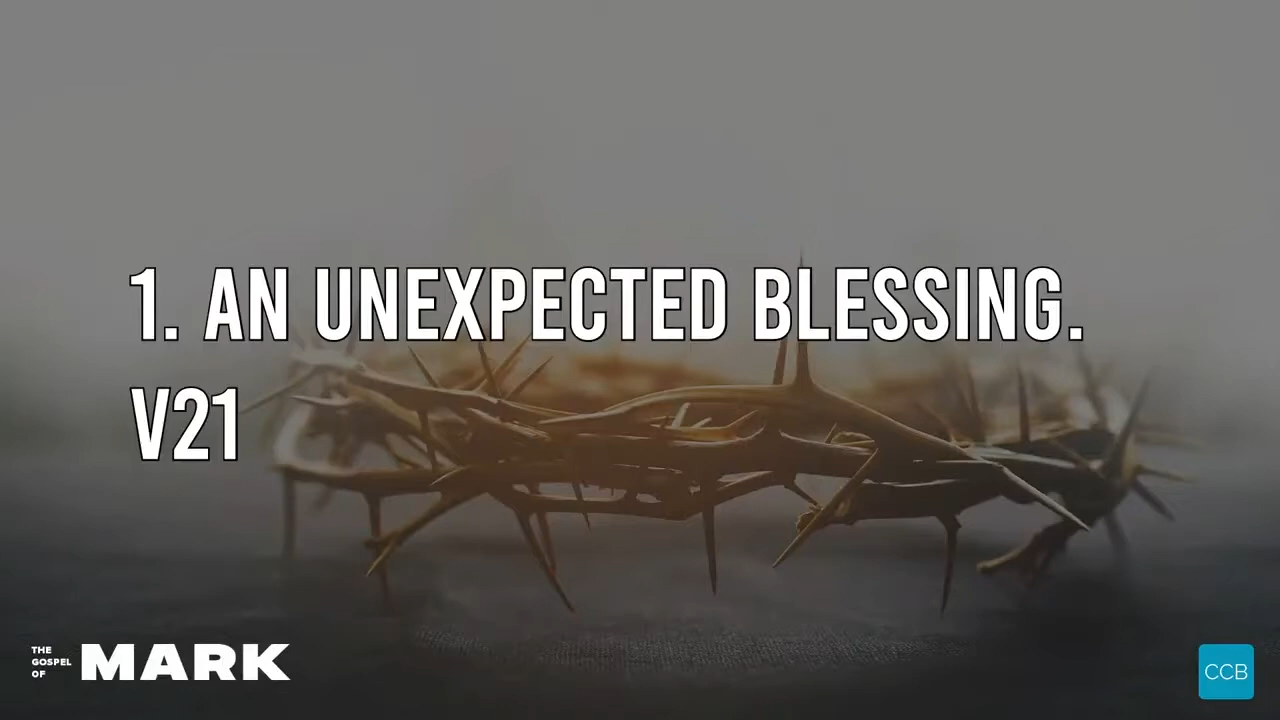 1. AN UNEXPECTED BLESSING.
V21
THE
GOSPEL
OF
MARK
CCB